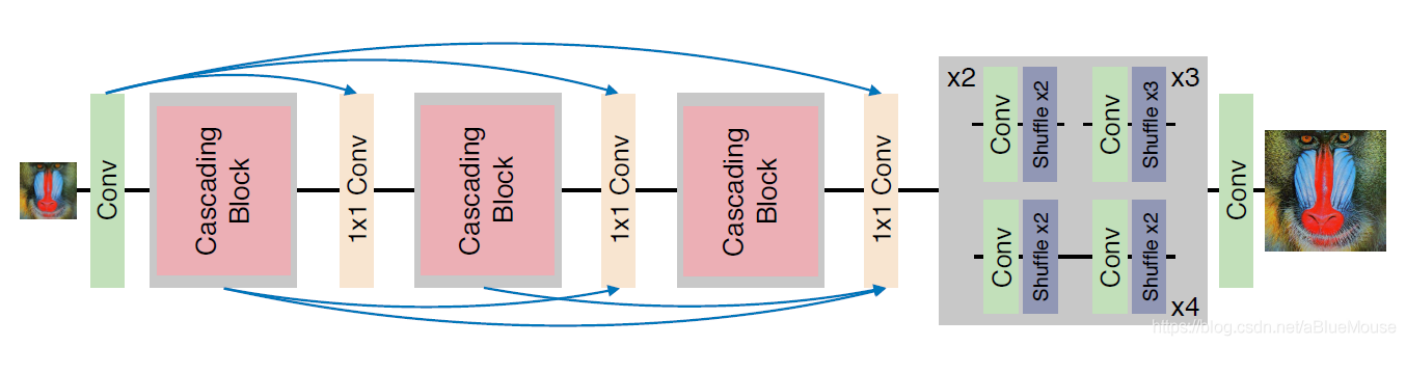 Conv
Cascading
Block
1x1 Conv
Cascading
Block
1x1 Conv
Cascading
Block
1x1 Conv
x2
Conv
Shuffle x2
Conv
Shuffle x3
x3
Conv
Shuffle x2
Conv
Shuffle x2
x4
Conv
https://blog.csdn.net/aBlueMouse